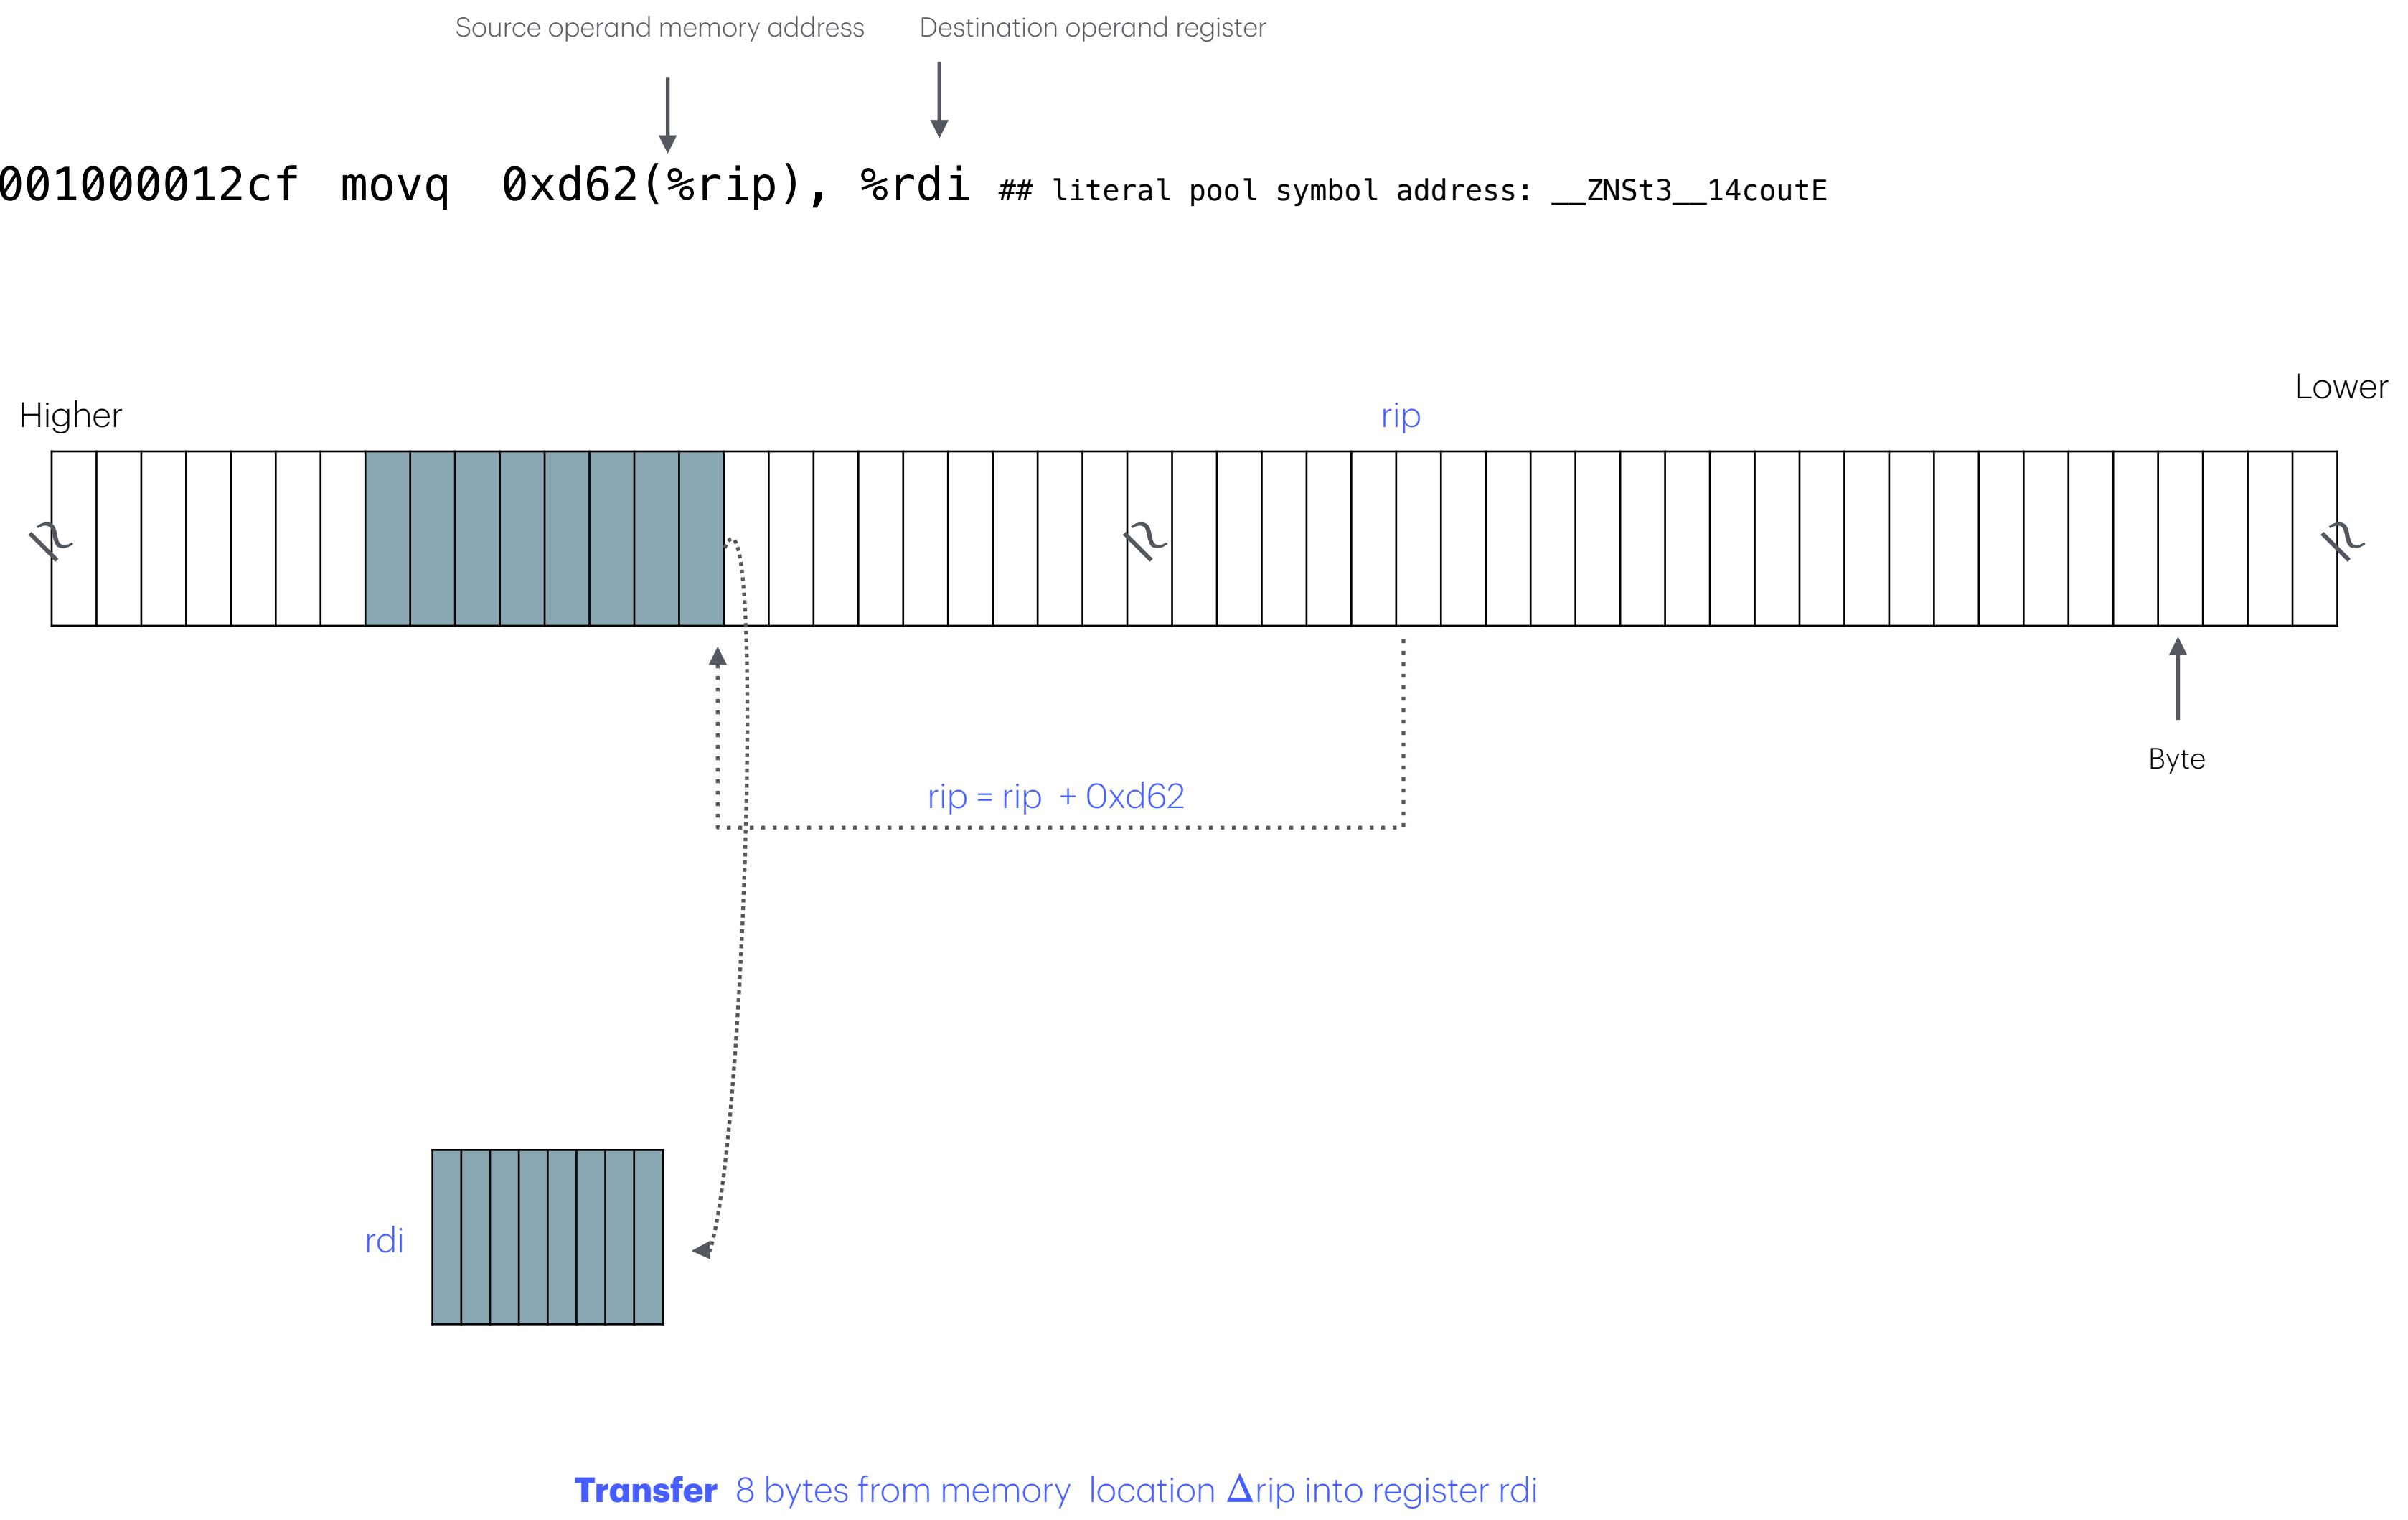 Source operand memory address Destination operand register
001000012cf movq 0xd62(%rip), %rdi ## literal pool symbol address: __ZNSt3__14coutE
Lower
Higher
rip
rip = rip + 0xd62
Byte
rdi
Transfer 8 bytes from memory location Δrip into register rdi